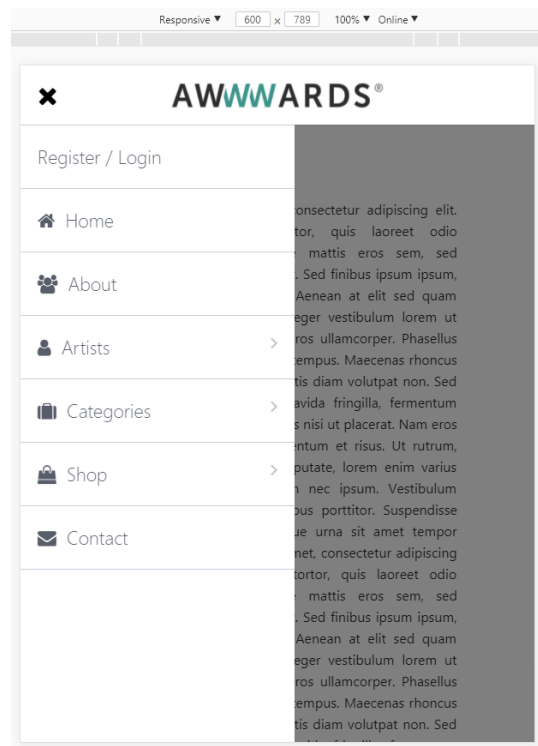 Responsive ▼ 600 x 789 100% ▼ Online ▼
✖ AWWWARDS®
Register / Login
Home
onsectetur adipiscing elit.
tor, quis laoreet odio
mattis eros sem, sed
About
. Sed finibus ipsum ipsum,
Aenean at elit sed quam
eger vestibulum lorem ut
Artists
ros ullamcorper. Phasellus
empus. Maecenas rhoncus
tis diam volutpat non. Sed
Categories
avida fringilla, fermentum
s nisi ut placerat. Nam eros
entum et risus. Ut rutrum,
Shop
putate, lorem enim varius
n nec ipsum. Vestibulum
ous porttitor. Suspendisse
Contact
ue urna sit amet tempor
met, consectetur adipiscing
tortor, quis laoreet odio
mattis eros sem, sed
. Sed finibus ipsum ipsum,
Aenean at elit sed quam
eger vestibulum lorem ut
ros ullamcorper. Phasellus
empus. Maecenas rhoncus
tis diam volutpat non. Sed